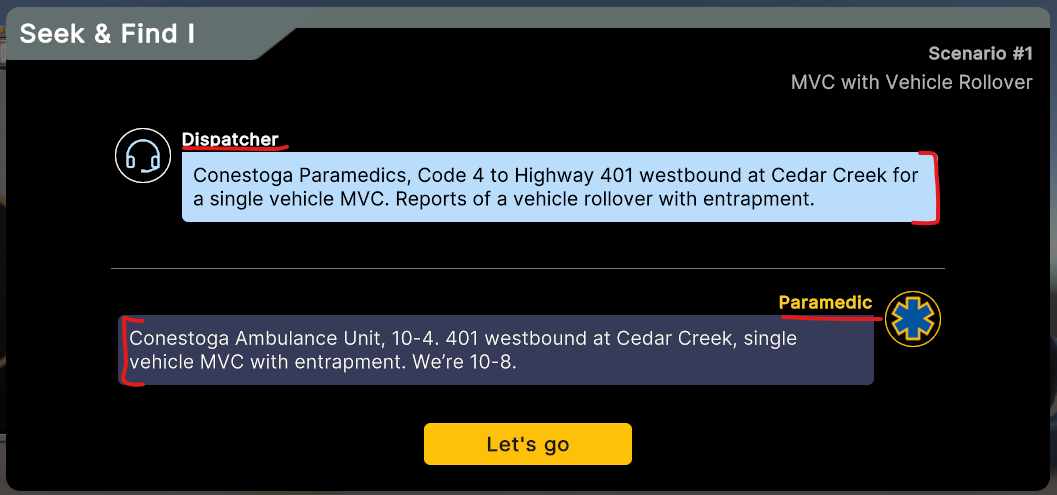 Seek & Find I
Scenario #1
MVC with Vehicle Rollover
Dispatcher
Conestoga Paramedics, Code 4 to Highway 401 westbound at Cedar Creek for
a single vehicle MVC. Reports of a vehicle rollover with entrapment.
Paramedic
Conestoga Ambulance Unit, 10-4. 401 westbound at Cedar Creek, single
vehicle MVC with entrapment. We’re 10-8.
Let's go